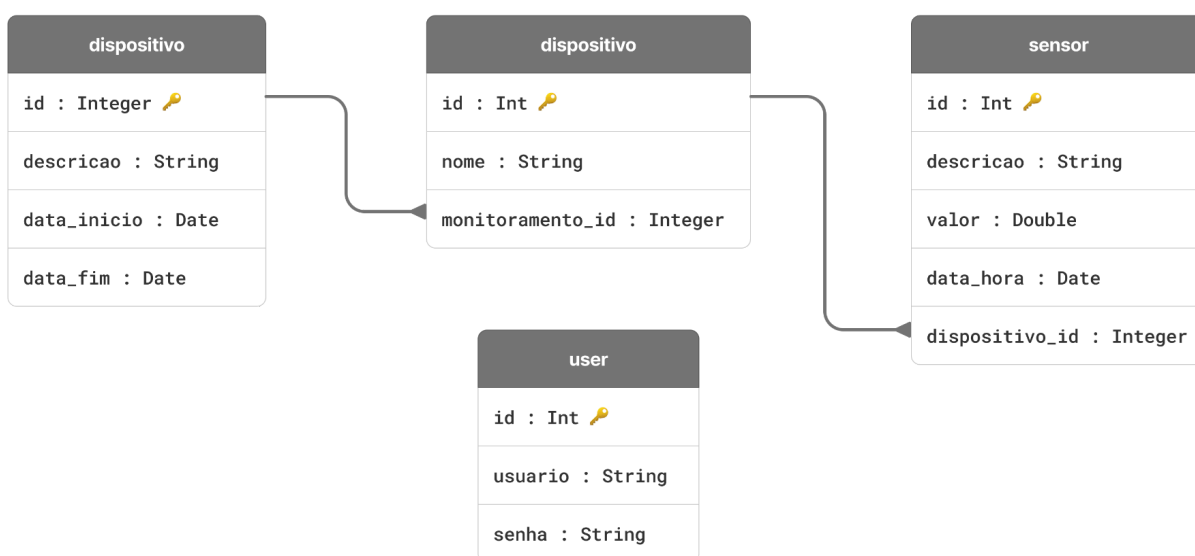 dispositivo
id : Integer 🔑
descricao : String
data_inicio : Date
data_fim : Date
dispositivo
id : Int 🔑
nome : String
monitoramento_id : Integer
sensor
id : Int 🔑
descricao : String
valor : Double
data_hora : Date
dispositivo_id : Integer
user
id : Int 🔑
usuario : String
senha : String